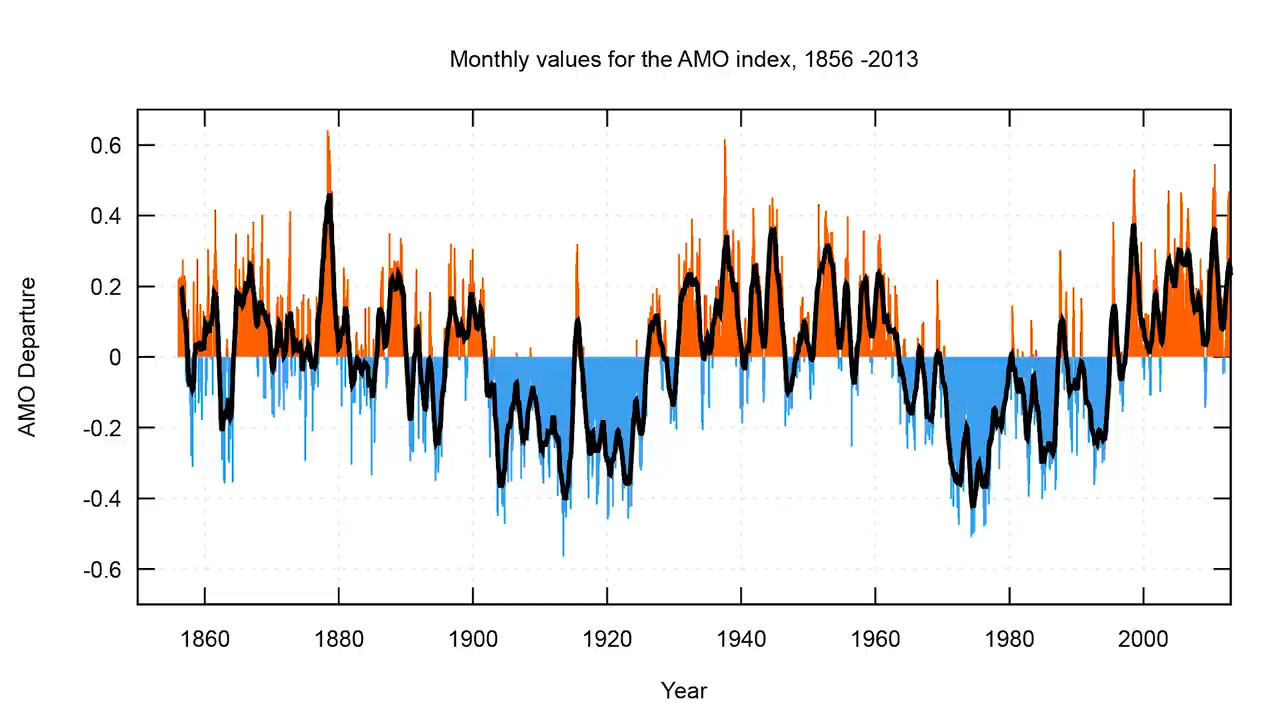 Monthly values for the AMO index, 1856 -2013
0.6
0.4
0.2
0
-0.2
-0.4
-0.6
AMO Departure
1860 1880 1900 1920 1940 1960 1980 2000
Year